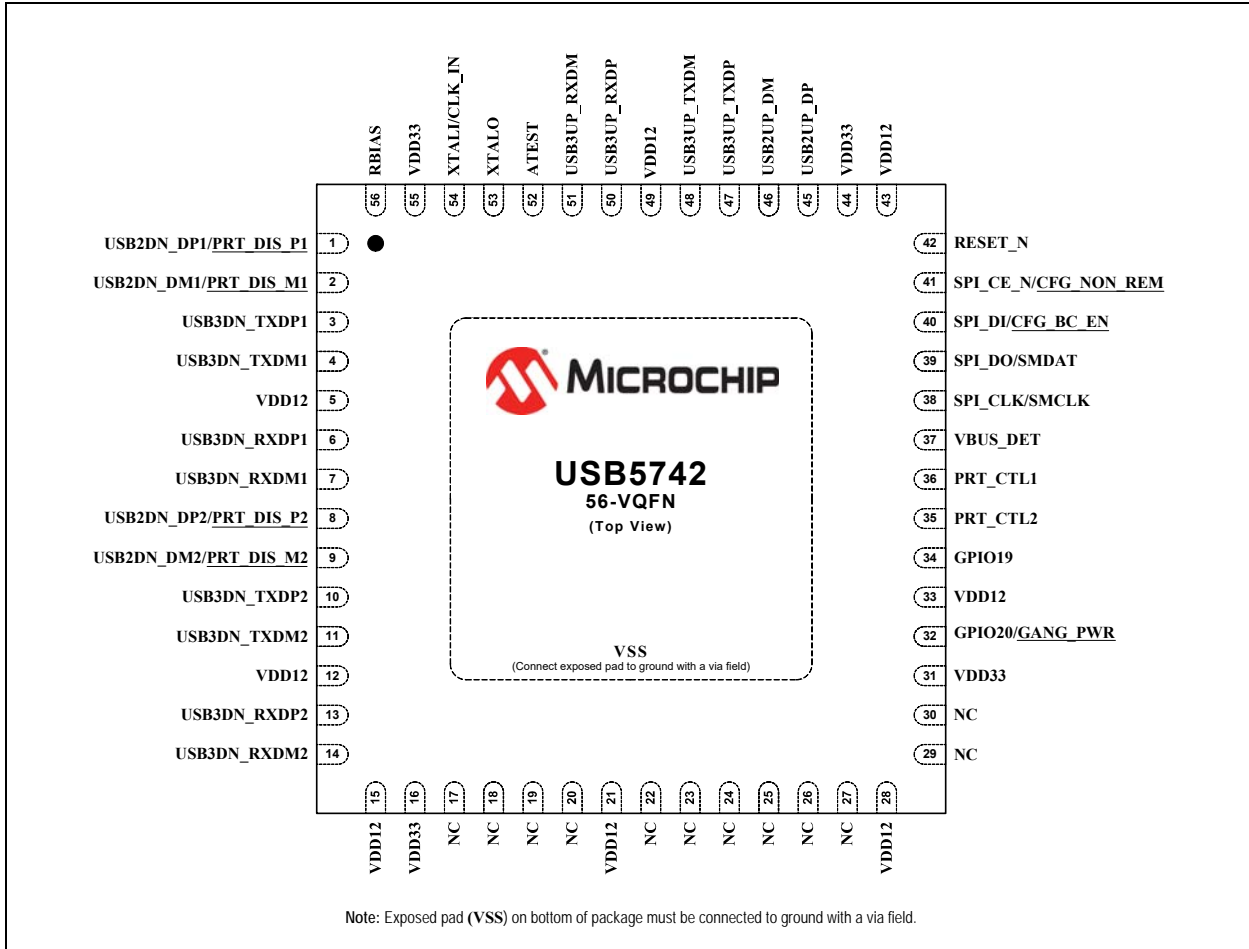 RBIAS
VDD33
XTALI/CLK_IN
XTALO
ATEST
USB3UP_RXDM
USB3UP_RXDP
VDD12
USB3UP_TXDM
USB3UP_TXDP
USB2UP_DM
USB2UP_DP
VDD33
VDD12
56
55
54
53
52
51
50
49
48
47
46
45
44
43
USB2DN_DP1/PRT_DIS_P1 1
USB2DN_DM1/PRT_DIS_M1 2
USB3DN_TXDP1 3
USB3DN_TXDM1 4
VDD12 5
USB3DN_RXDP1 6
USB3DN_RXDM1 7
USB2DN_DP2/PRT_DIS_P2 8
USB2DN_DM2/PRT_DIS_M2 9
USB3DN_TXDP2 10
USB3DN_TXDM2 11
VDD12 12
USB3DN_RXDP2 13
USB3DN_RXDM2 14
MICROCHIP
USB5742
56-VQFN
(Top View)
VSS
(Connect exposed pad to ground with a via field)
42 RESET_N
41 SPI_CE_N/CFG_NON_REM
40 SPI_DI/CFG_BC_EN
39 SPI_DO/SMDAT
38 SPI_CLK/SMCLK
37 VBUS_DET
36 PRT_CTL1
35 PRT_CTL2
34 GPIO19
33 VDD12
32 GPIO20/GANG_PWR
31 VDD33
30 NC
29 NC
15
16
17
18
19
20
21
22
23
24
25
26
27
28
VDD12
VDD33
NC
NC
NC
NC
VDD12
NC
NC
NC
NC
NC
NC
VDD12
Note: Exposed pad (VSS) on bottom of package must be connected to ground with a via field.